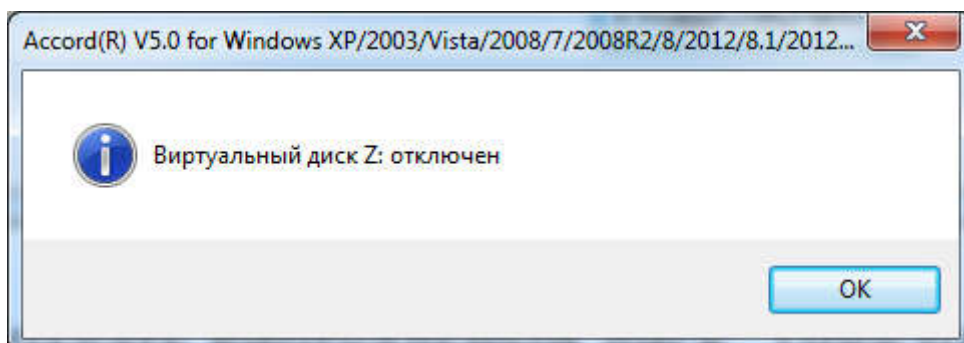 Accord(R) V5.0 for Windows XP/2003/Vista/2008/7/2008R2/8/2012/8.1/2012...
Виртуальный диск Z: отключен
OK